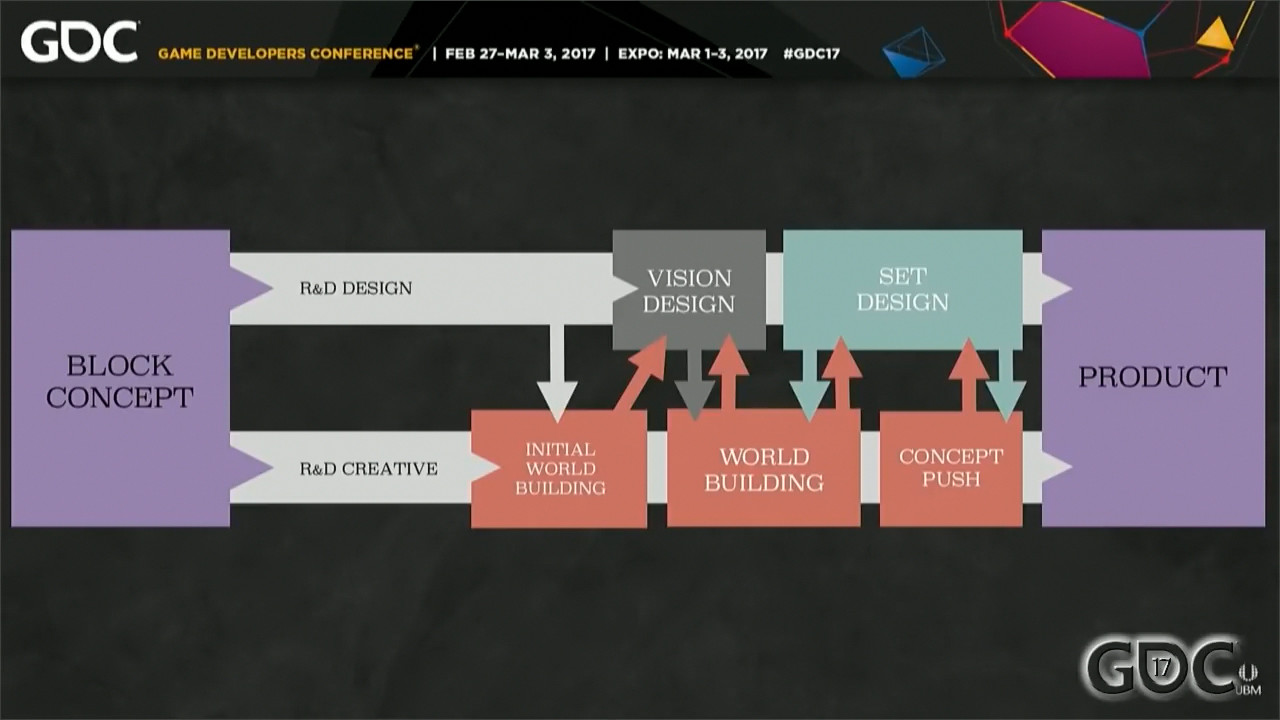 GDC GAME DEVELOPERS CONFERENCE® | FEB 27–MAR 3, 2017 | EXPO: MAR 1–3, 2017 #GDC17
BLOCK
CONCEPT
R&D DESIGN
VISION
DESIGN
SET
DESIGN
R&D CREATIVE
INITIAL
WORLD
BUILDING
WORLD
BUILDING
CONCEPT
PUSH
PRODUCT
GDC
17
UBM